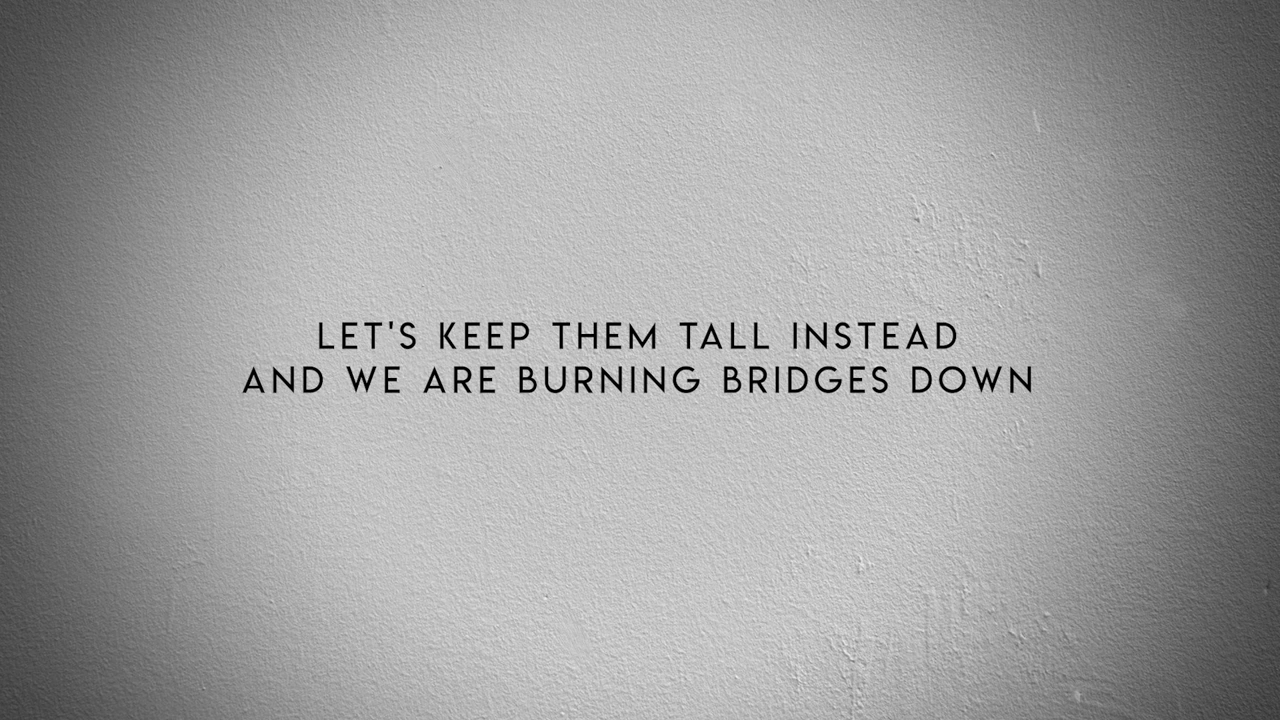 LET'S KEEP THEM TALL INSTEAD
AND WE ARE BURNING BRIDGES DOWN